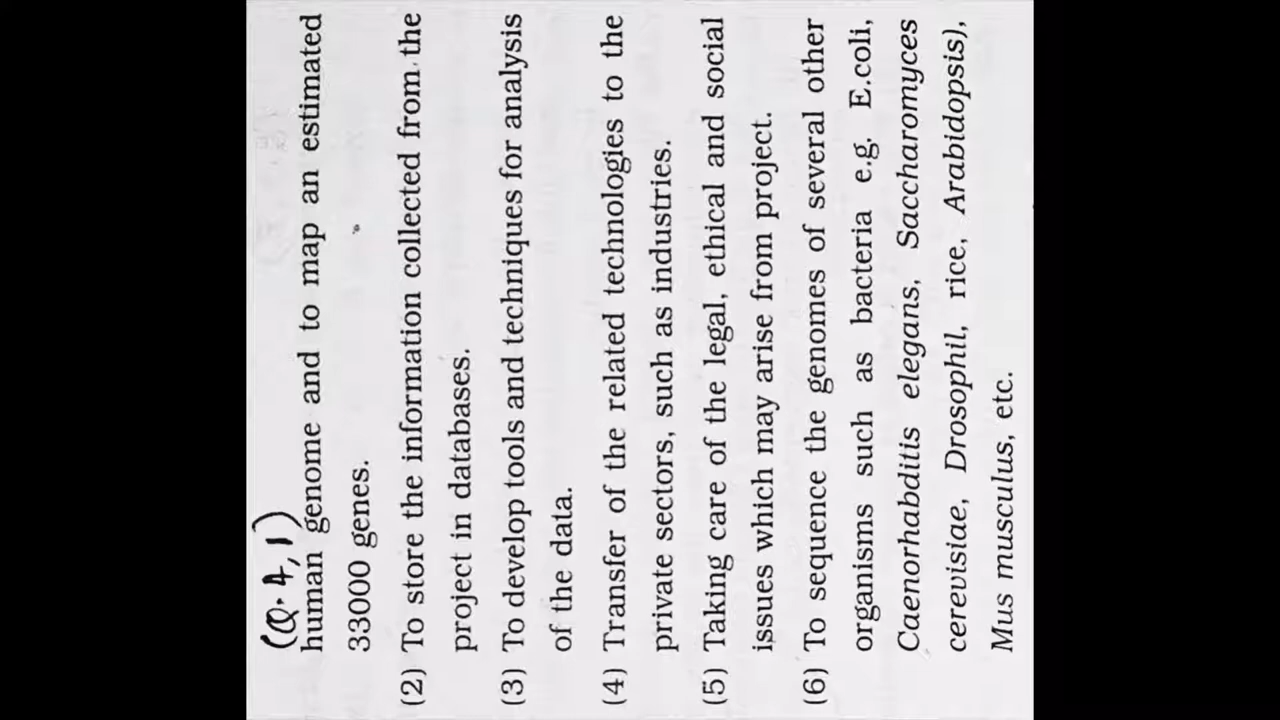 (Q.4, 1)
human genome and to map an estimated
33000 genes.
(2) To store the information collected from the
project in databases.
(3) To develop tools and techniques for analysis
of the data.
(4) Transfer of the related technologies to the
private sectors, such as industries.
(5) Taking care of the legal, ethical and social
issues which may arise from project.
(6) To sequence the genomes of several other
organisms such as bacteria e.g. E.coli,
Caenorhabditis elegans, Saccharomyces
cerevisiae, Drosophil, rice, Arabidopsis),
Mus musculus, etc.